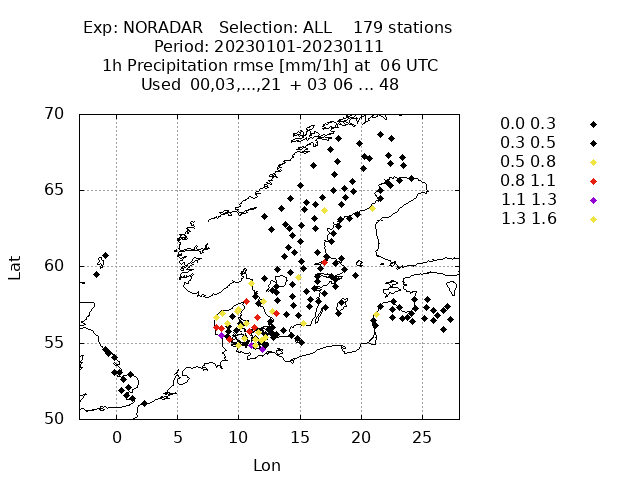 Exp: NORADAR   Selection: ALL    179 stations
Period: 20230101-20230111
1h Precipitation rmse [mm/1h] at  06 UTC
Used  00,03,...,21  + 03 06 ... 48
70
65
60
55
50
0 5 10 15 20 25
Lat
Lon
0.0 0.3
0.3 0.5
0.5 0.8
0.8 1.1
1.1 1.3
1.3 1.6